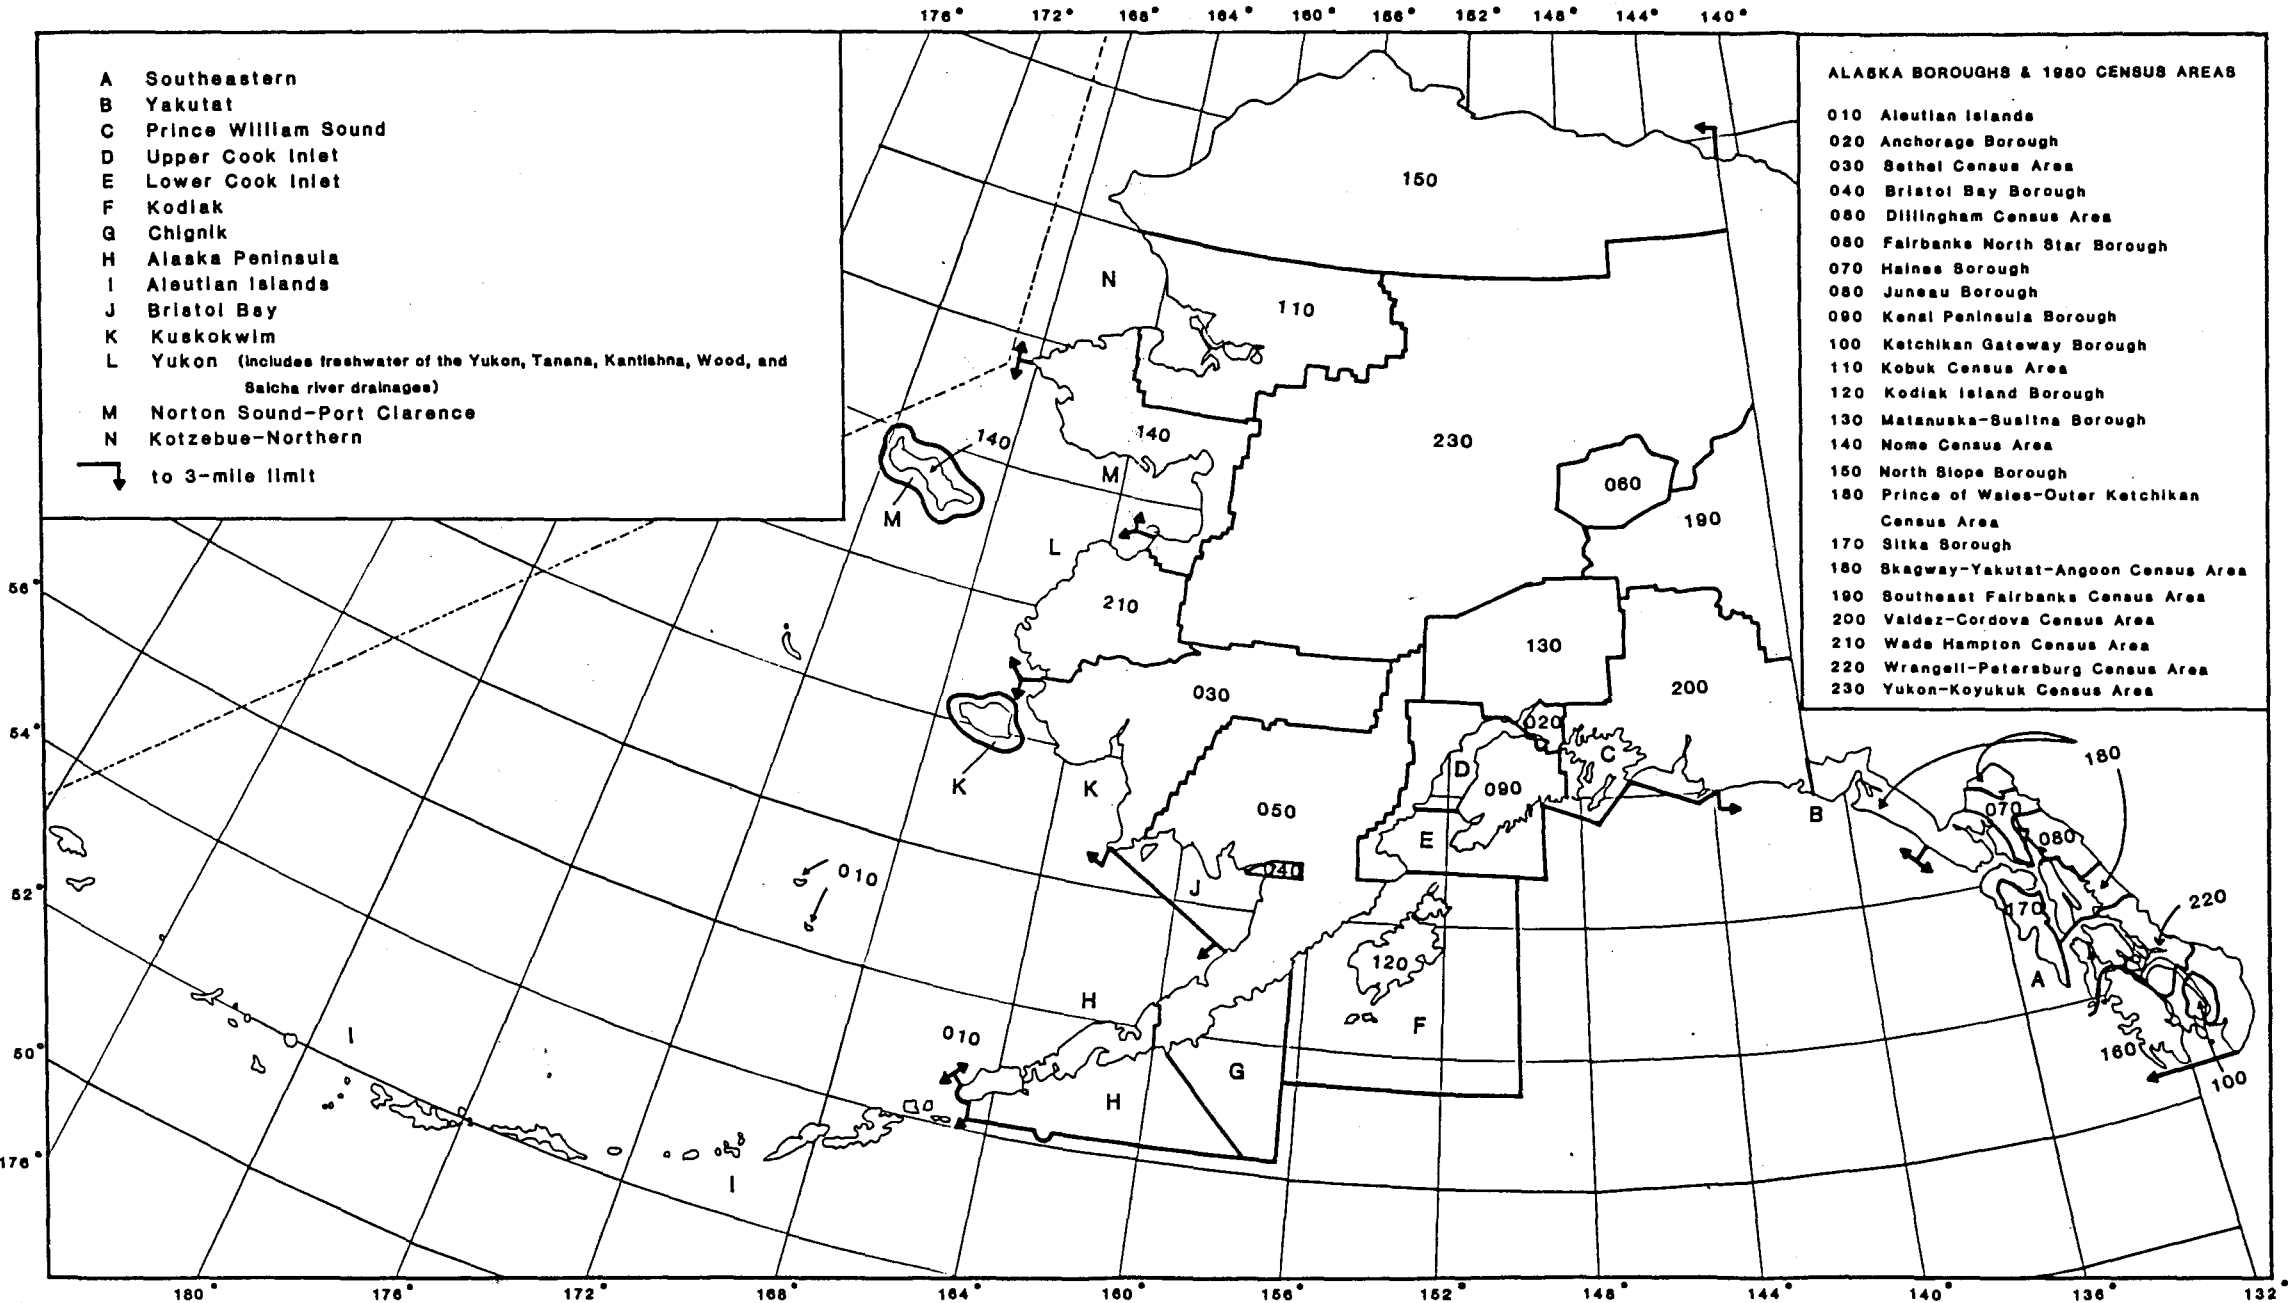 176° 172° 168° 164° 160° 156° 152° 148° 144° 140°
A Southeastern
B Yakutat
C Prince William Sound
D Upper Cook Inlet
E Lower Cook Inlet
F Kodiak
G Chignik
H Alaska Peninsula
I Aleutian Islands
J Bristol Bay
K Kuskokwim
L Yukon (includes freshwater of the Yukon, Tanana, Kantishna, Wood, and
Salcha river drainages)
M Norton Sound-Port Clarence
N Kotzebue-Northern
to 3-mile limit
ALASKA BOROUGHS & 1980 CENSUS AREAS
010 Aleutian Islands
020 Anchorage Borough
030 Bethel Census Area
040 Bristol Bay Borough
050 Dillingham Census Area
060 Fairbanks North Star Borough
070 Haines Borough
080 Juneau Borough
090 Kenai Peninsula Borough
100 Ketchikan Gateway Borough
110 Kobuk Census Area
120 Kodiak Island Borough
130 Matanuska-Susitna Borough
140 Nome Census Area
150 North Slope Borough
160 Prince of Wales-Outer Ketchikan
Census Area
170 Sitka Borough
180 Skagway-Yakutat-Angoon Census Area
190 Southeast Fairbanks Census Area
200 Valdez-Cordova Census Area
210 Wade Hampton Census Area
220 Wrangell-Petersburg Census Area
230 Yukon-Koyukuk Census Area
150
N
110
140
140
230
M
M
060
190
L
210
130
030
200
020
180
K
K
D
C
090
050
B
070
080
E
010
040
J
220
170
120
A
H
F
010
I
G
160
H
100
I
56°
54°
52°
50°
176°
180° 176° 172° 168° 164° 160° 156° 152° 148° 144° 140° 136° 132°